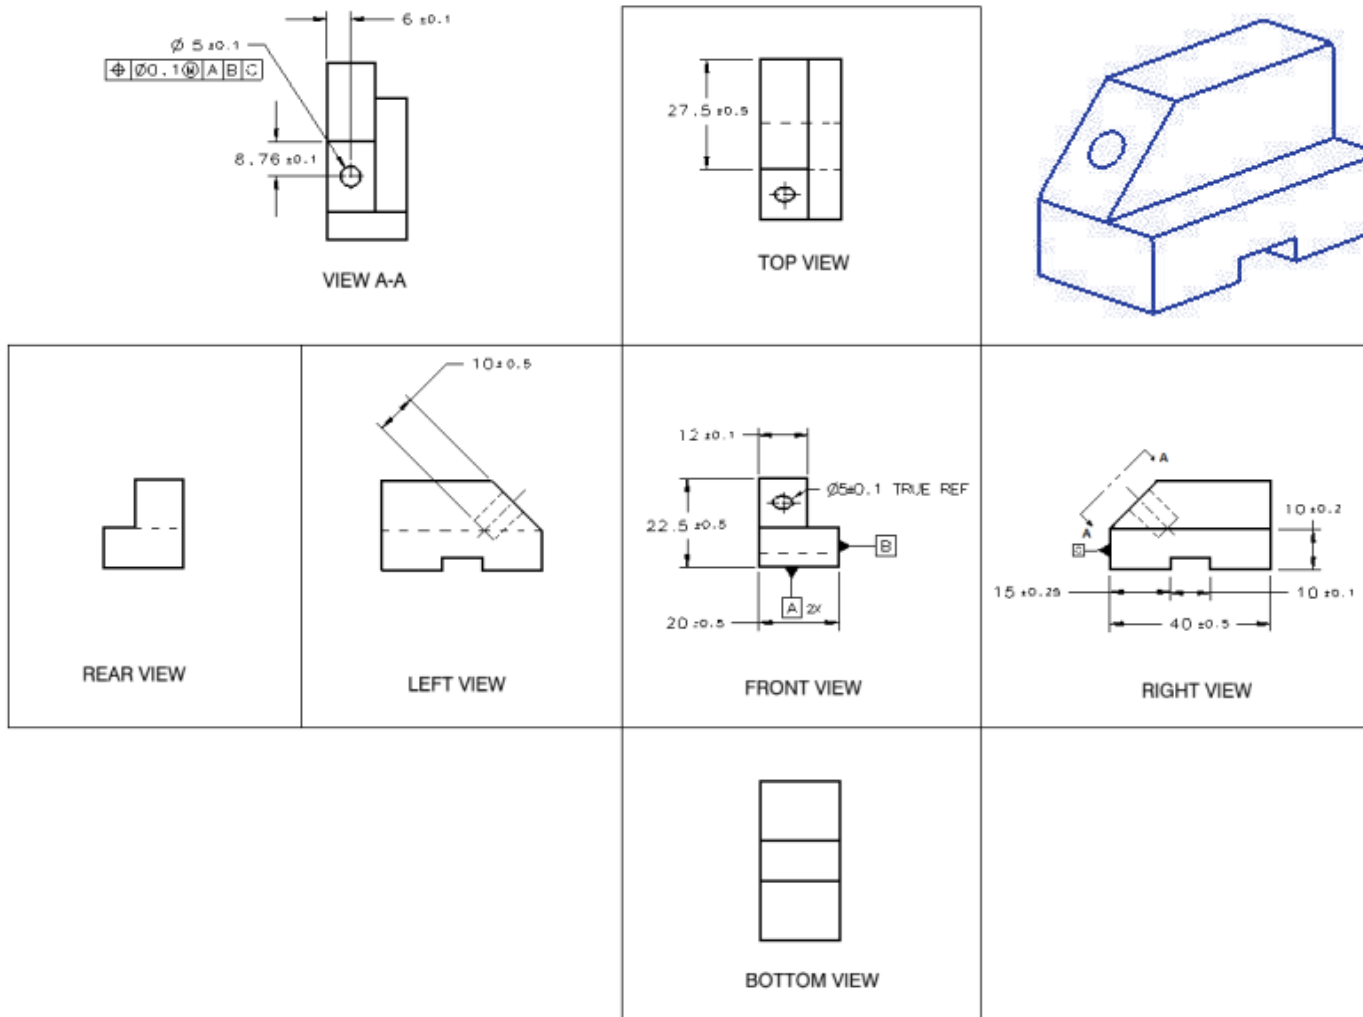 6 ±0.1
Ø 5 ±0.1
⌖ Ø0.1Ⓜ A B C
8.76 ±0.1
VIEW A-A
27.5 ±0.5
TOP VIEW
REAR VIEW
10±0.5
LEFT VIEW
12 ±0.1
Ø5±0.1 TRUE REF
22.5 ±0.5
B
A 2X
20 ±0.5
FRONT VIEW
A
A
10±0.2
15 ±0.25
10 ±0.1
40 ±0.5
RIGHT VIEW
BOTTOM VIEW